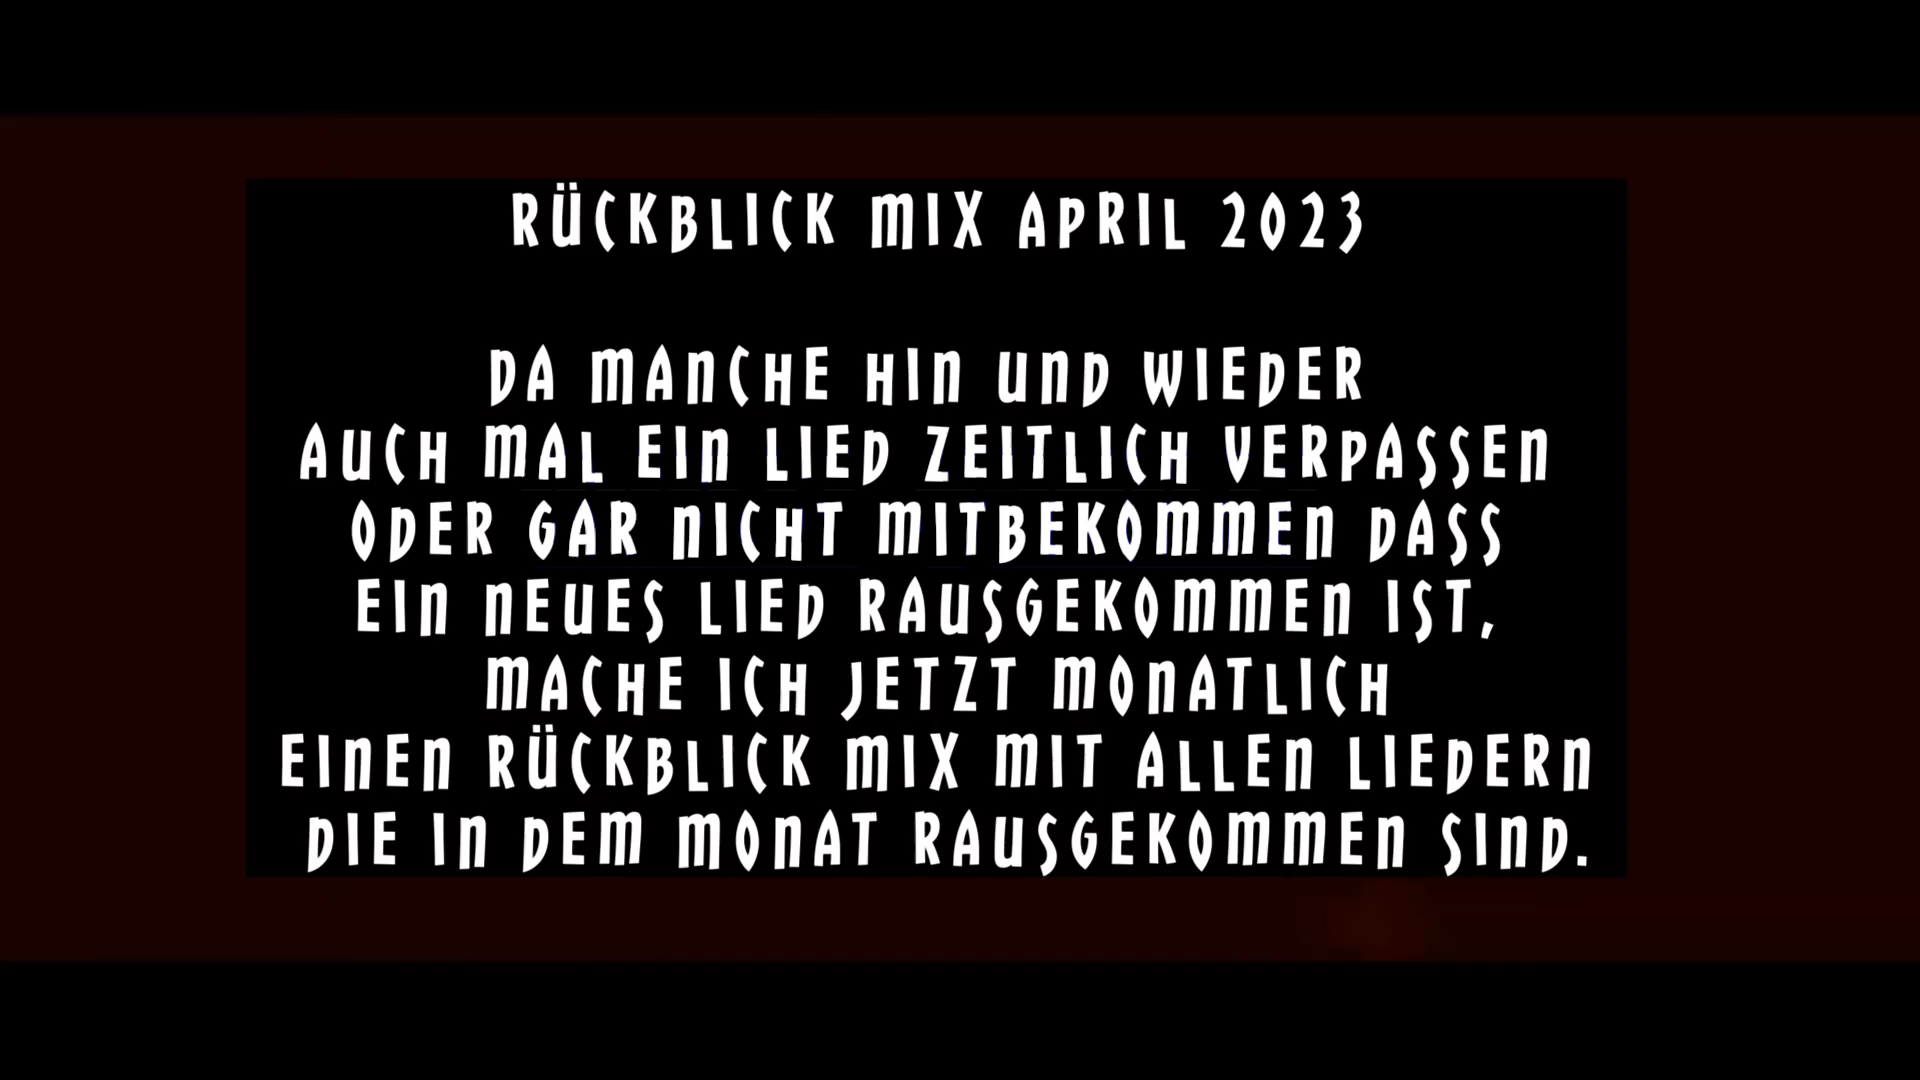 RÜCKBLICK MIX APRIL 2023
DA MANCHE HIN UND WIEDER
AUCH MAL EIN LIED ZEITLICH VERPASSEN
ODER GAR NICHT MITBEKOMMEN DASS
EIN NEUES LIED RAUSGEKOMMEN IST,
MACHE ICH JETZT MONATLICH
EINEN RÜCKBLICK MIX MIT ALLEN LIEDERN
DIE IN DEM MONAT RAUSGEKOMMEN SIND.